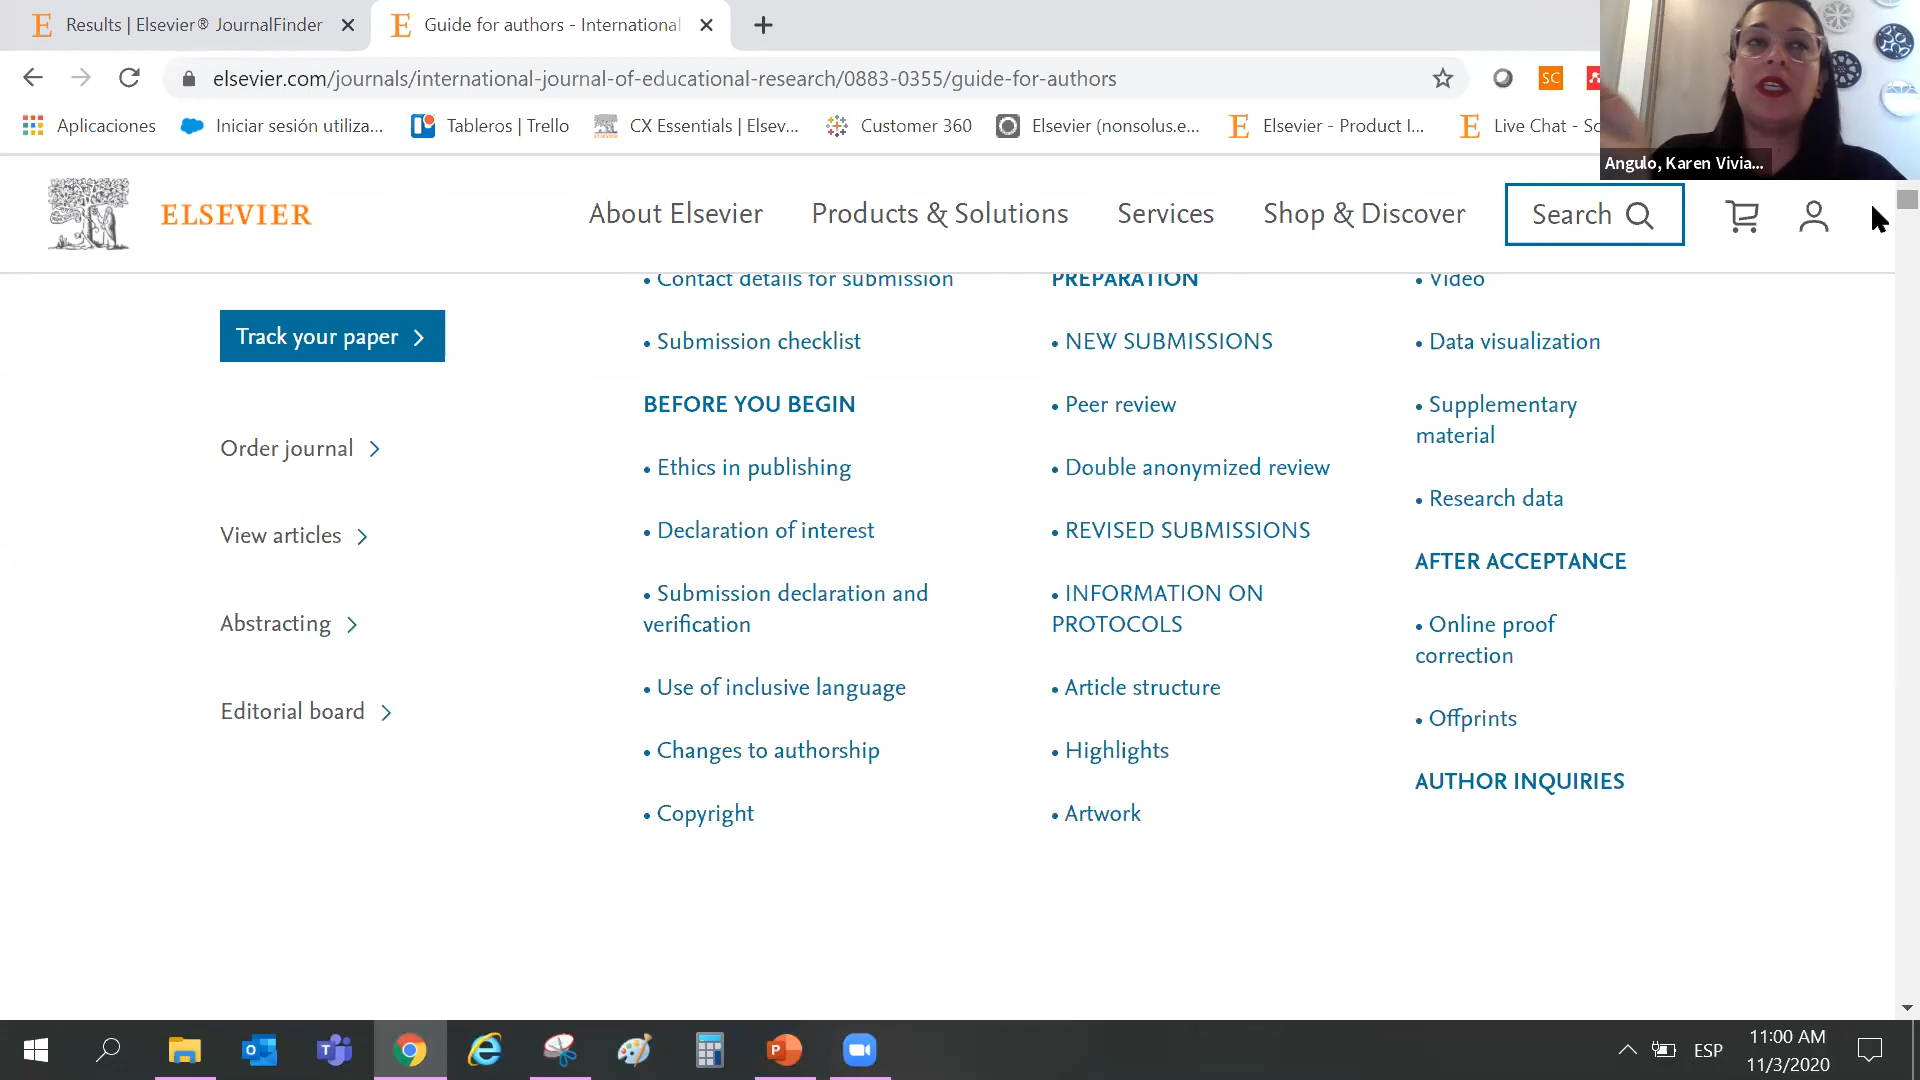 Results | Elsevier® JournalFinder
Guide for authors - International
elsevier.com/journals/international-journal-of-educational-research/0883-0355/guide-for-authors
SC
Aplicaciones
Iniciar sesión utiliza...
Tableros | Trello
CX Essentials | Elsev...
Customer 360
Elsevier (nonsolus.e...
Elsevier - Product I...
Live Chat - Sc
Angulo, Karen Vivia...
ELSEVIER
About Elsevier
Products & Solutions
Services
Shop & Discover
Search
Track your paper
Order journal
View articles
Abstracting
Editorial board
• Contact details for submission
• Submission checklist
BEFORE YOU BEGIN
• Ethics in publishing
• Declaration of interest
• Submission declaration and
verification
• Use of inclusive language
• Changes to authorship
• Copyright
PREPARATION
• NEW SUBMISSIONS
• Peer review
• Double anonymized review
• REVISED SUBMISSIONS
• INFORMATION ON
PROTOCOLS
• Article structure
• Highlights
• Artwork
• Video
• Data visualization
• Supplementary
material
• Research data
AFTER ACCEPTANCE
• Online proof
correction
• Offprints
AUTHOR INQUIRIES
ESP
11:00 AM
11/3/2020